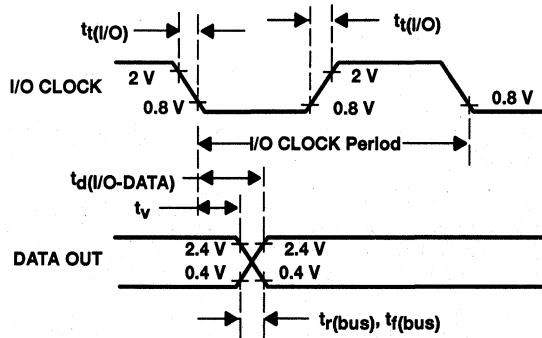 tt(I/O)
tt(I/O)
I/O CLOCK
2 V
2 V
0.8 V
0.8 V
0.8 V
I/O CLOCK Period
td(I/O-DATA)
tv
DATA OUT
2.4 V
2.4 V
0.4 V
0.4 V
tr(bus), tf(bus)